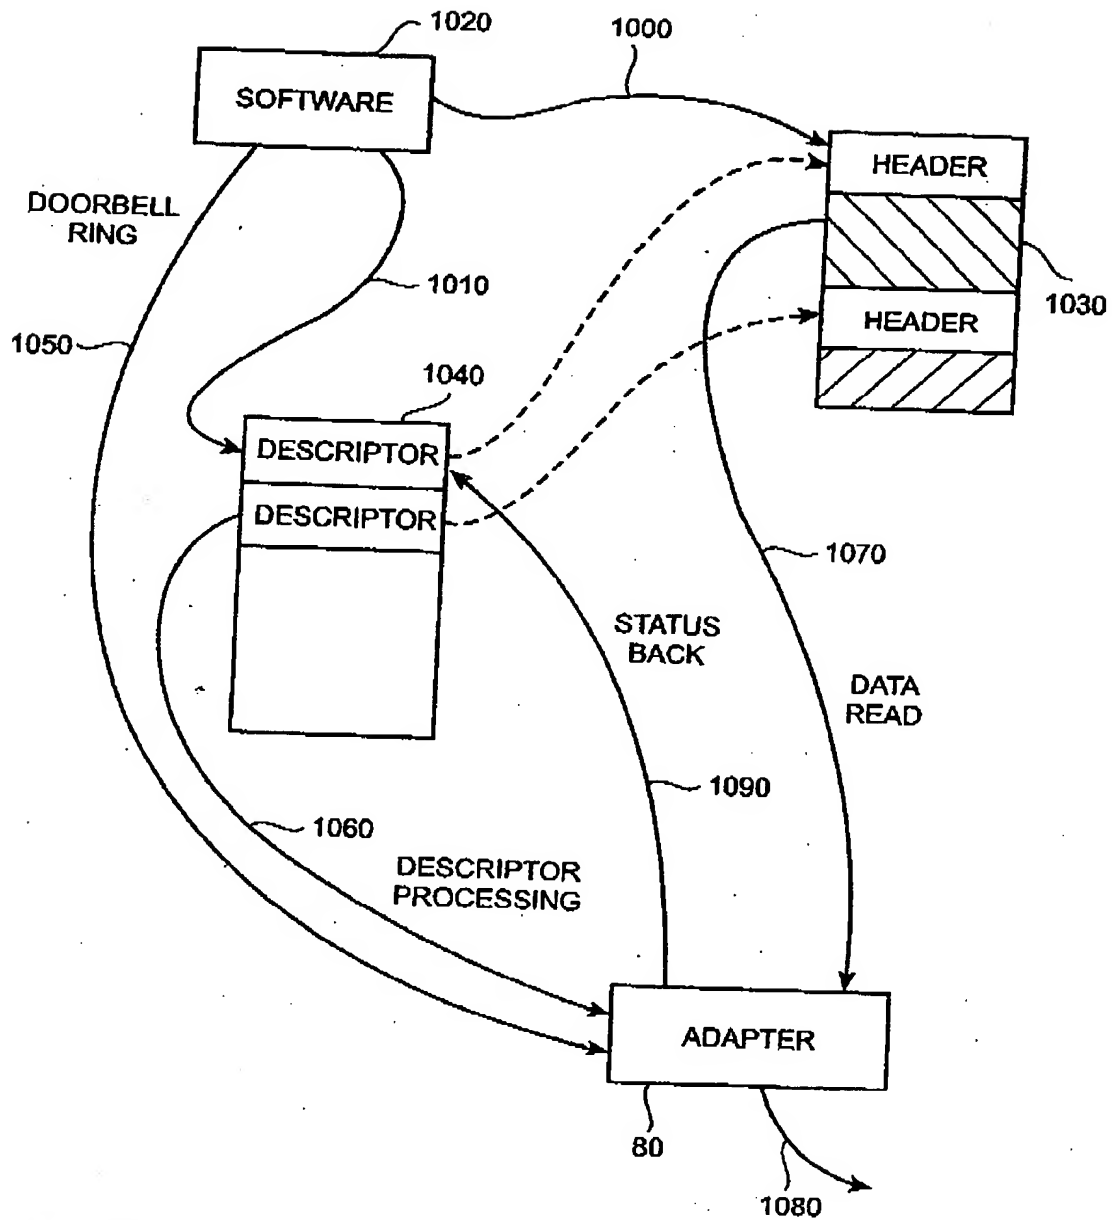 1020
1000
SOFTWARE
HEADER
DOORBELL
RING
1010
1030
HEADER
1050
1040
DESCRIPTOR
DESCRIPTOR
1070
STATUS
BACK
DATA
READ
1090
1060
DESCRIPTOR
PROCESSING
ADAPTER
80
1080